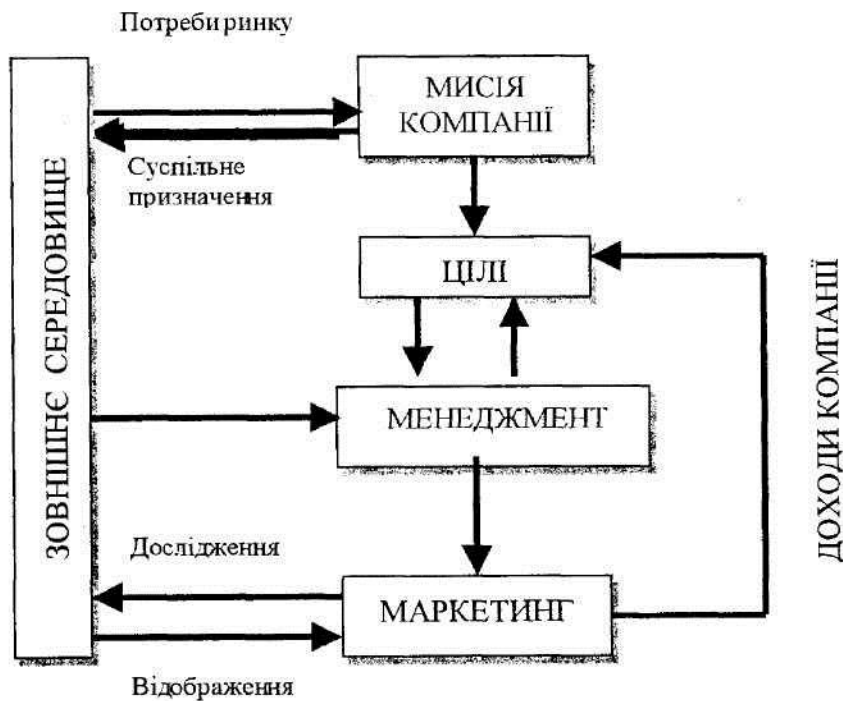 Потреби ринку
МИСІЯ
КОМПАНІЇ
Суспільне
призначення
ЗОВНІШНЄ СЕРЕДОВИЩЕ
ЦІЛІ
МЕНЕДЖМЕНТ
ДОХОДИ КОМПАНІЇ
Дослідження
МАРКЕТИНГ
Відображення